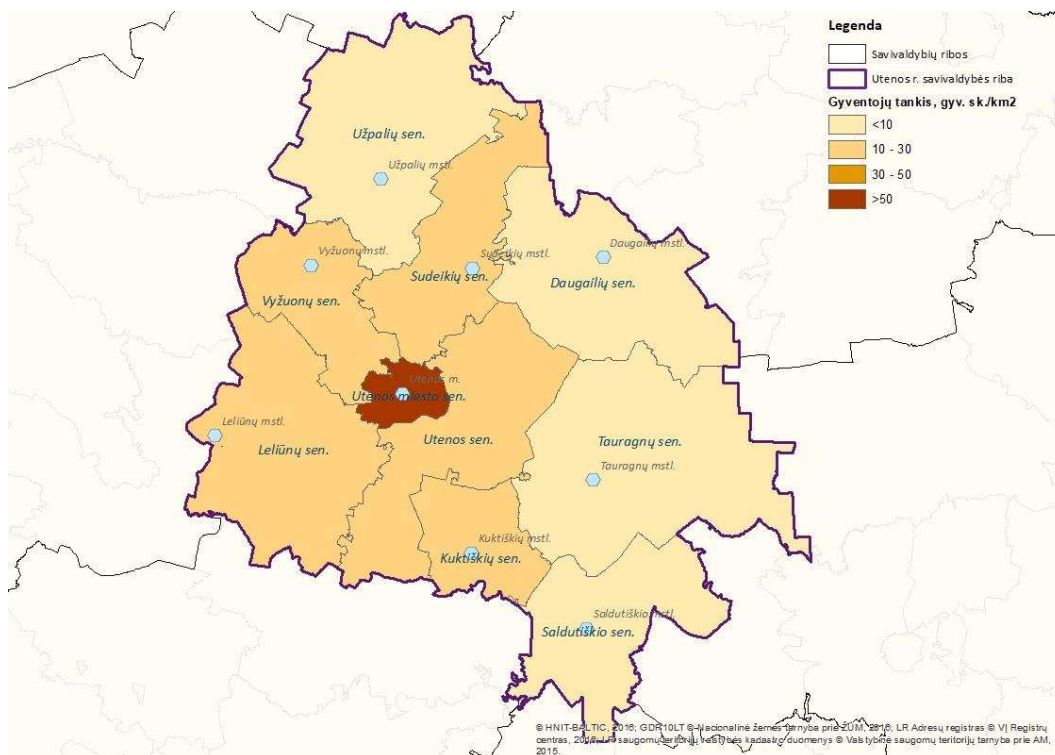 Legenda
Savivaldybių ribos
Utenos r. savivaldybės riba
Gyventojų tankis, gyv. sk./km2
<10
10 - 30
30 - 50
>50
Užpalių sen.
Užpalių mstl.
Vyžuonų mstl.
Sudeikių mstl.
Daugailių mstl.
Sudeikių sen.
Daugailių sen.
Vyžuonų sen.
Utenos m.
Utenos miesto sen.
Leliūnų mstl.
Leliūnų sen.
Utenos sen.
Tauragnų sen.
Tauragnų mstl.
Kuktiškių mstl.
Kuktiškių sen.
Saldutiškio mstl.
Saldutiškio sen.
© HNIT-BALTIC, 2016; GDR10LT © Nacionalinė žemės tarnyba prie ŽŪM, 2016; LR Adresų registras © VĮ Registrų
centras, 2016; LR saugomų teritorijų valstybės kadastro duomenys © Valstybinė saugomų teritorijų tarnyba prie AM,
2015.